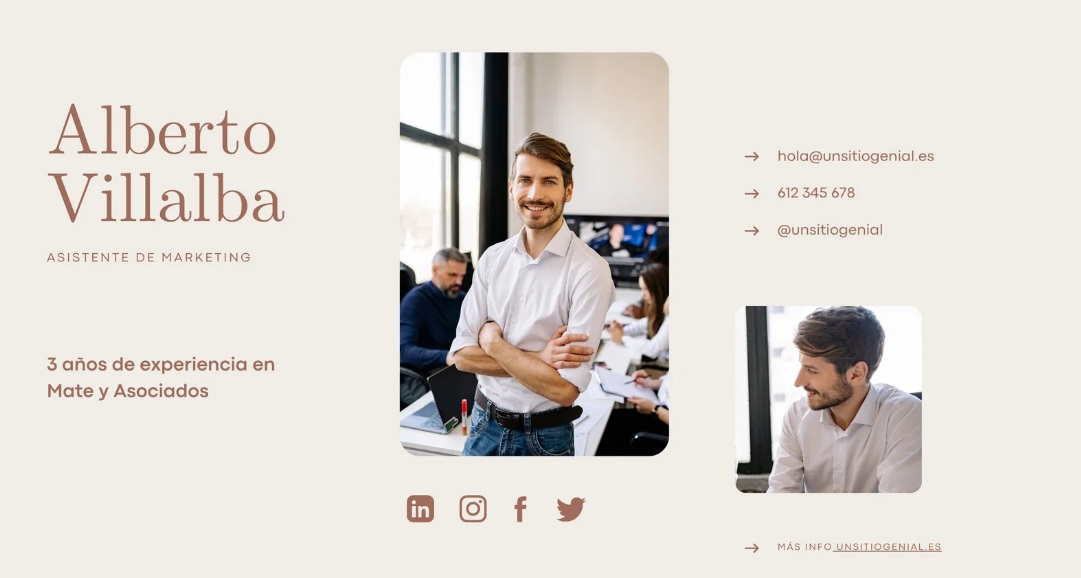 Alberto
Villalba
ASISTENTE DE MARKETING
3 años de experiencia en
Mate y Asociados
in
hola@unsitiogenial.es
612 345 678
@unsitiogenial
MÁS INFO UNSITIOGENIAL.ES